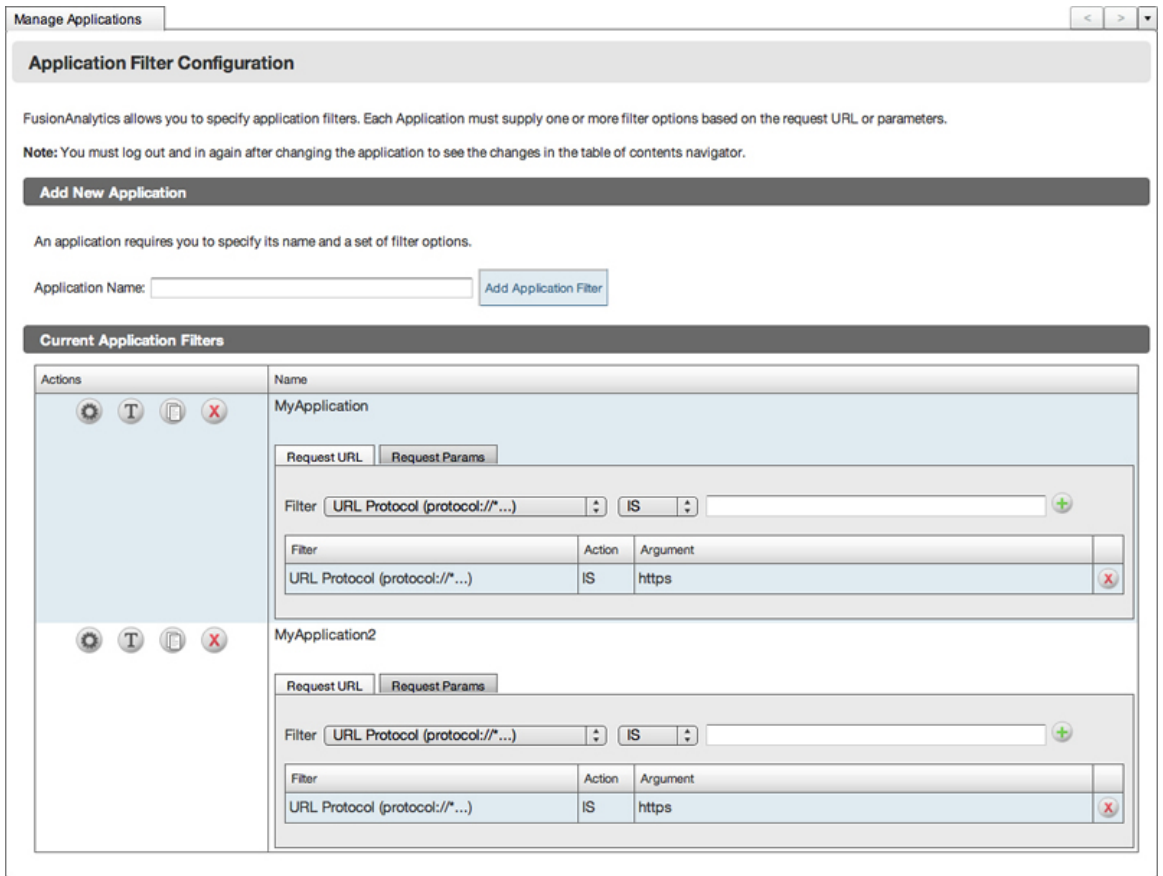 Manage Applications
< >
Application Filter Configuration
FusionAnalytics allows you to specify application filters. Each Application must supply one or more filter options based on the request URL or parameters.
Note: You must log out and in again after changing the application to see the changes in the table of contents navigator.
Add New Application
An application requires you to specify its name and a set of filter options.
Application Name: Add Application Filter
Current Application Filters
Actions Name
T X MyApplication
Request URL Request Params
Filter URL Protocol (protocol://*...) IS +
Filter Action Argument
URL Protocol (protocol://*...) IS https X
T X MyApplication2
Request URL Request Params
Filter URL Protocol (protocol://*...) IS +
Filter Action Argument
URL Protocol (protocol://*...) IS https X